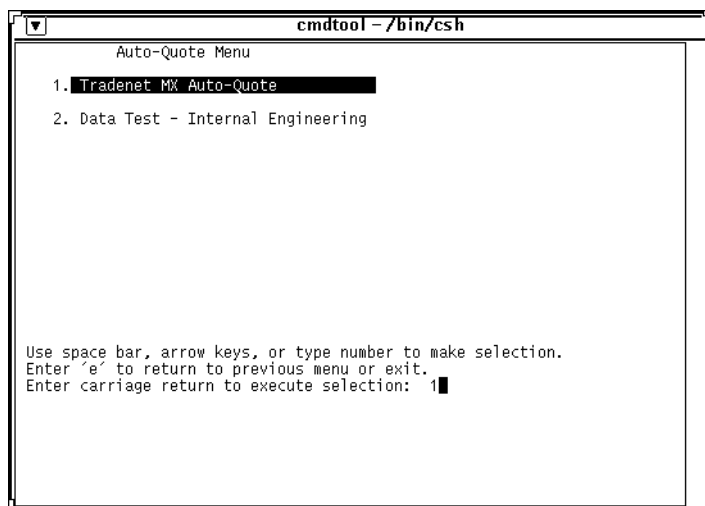 cmdtool – /bin/csh
Auto-Quote Menu
1. Tradenet MX Auto-Quote
2. Data Test - Internal Engineering
Use space bar, arrow keys, or type number to make selection.
Enter ´e´ to return to previous menu or exit.
Enter carriage return to execute selection:  1